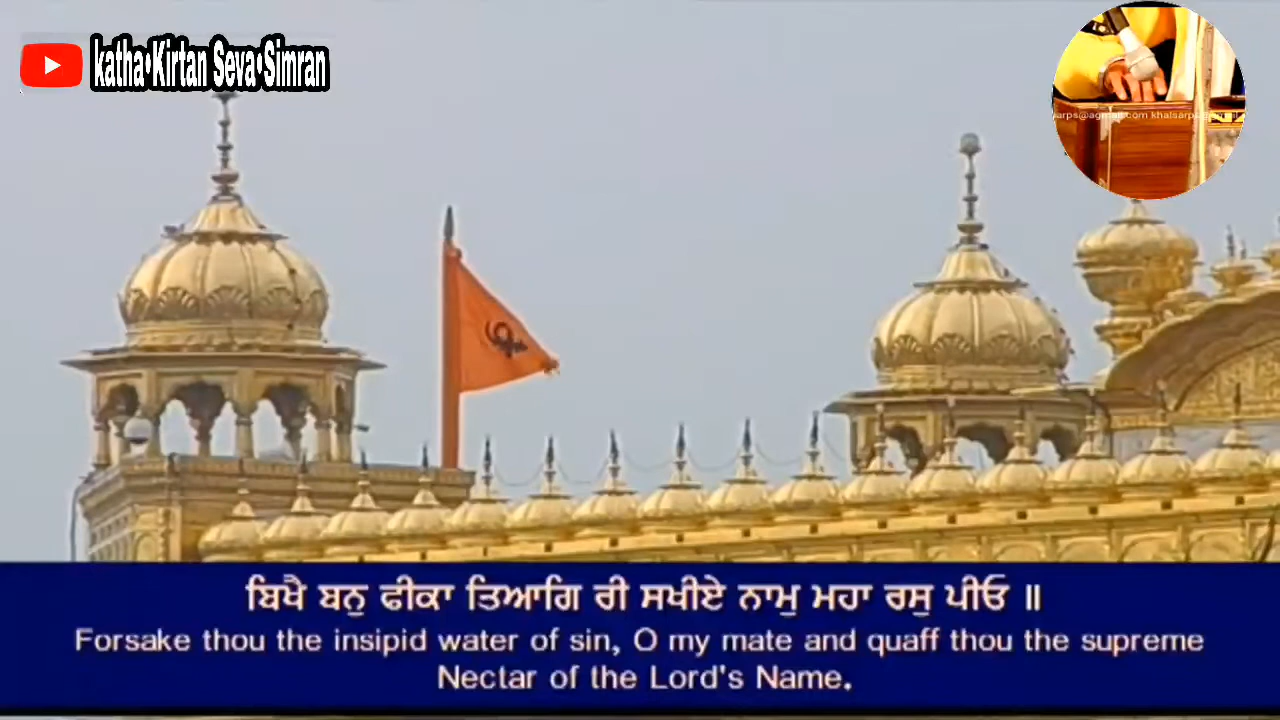 katha•Kirtan Seva•Simran
ਬਿਖੈ ਬਨੁ ਫੀਕਾ ਤਿਆਗਿ ਰੀ ਸਖੀਏ ਨਾਮੁ ਮਹਾ ਰਸੁ ਪੀਓ ॥
Forsake thou the insipid water of sin, O my mate and quaff thou the supreme
Nectar of the Lord's Name.